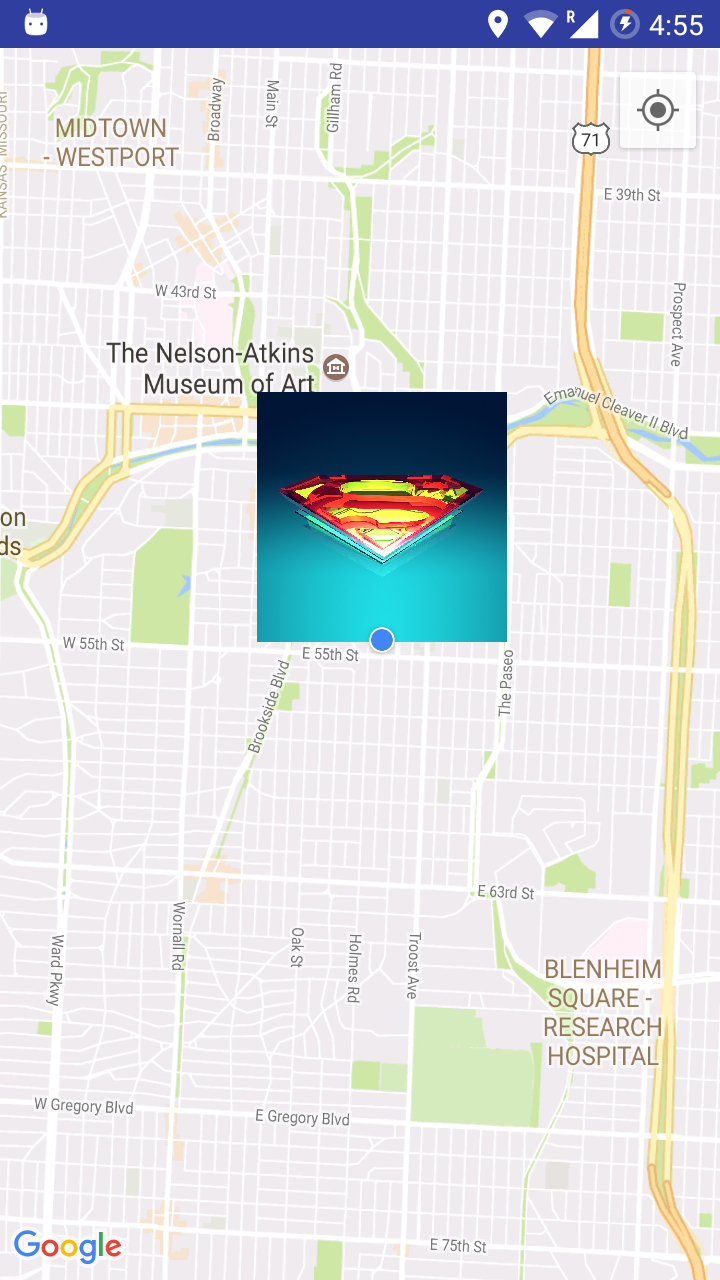 R
4:55
KANSAS
MISSOURI
MIDTOWN
- WESTPORT
Broadway
Main St
Gillham Rd
71
E 39th St
W 43rd St
Prospect Ave
The Nelson-Atkins
Museum of Art
Emanuel Cleaver II Blvd
on
ds
W 55th St
E 55th St
The Paseo
Brookside Blvd
E 63rd St
Ward Pkwy
Wornall Rd
Oak St
Holmes Rd
Troost Ave
BLENHEIM
SQUARE -
RESEARCH
HOSPITAL
W Gregory Blvd
E Gregory Blvd
E 75th St
Google